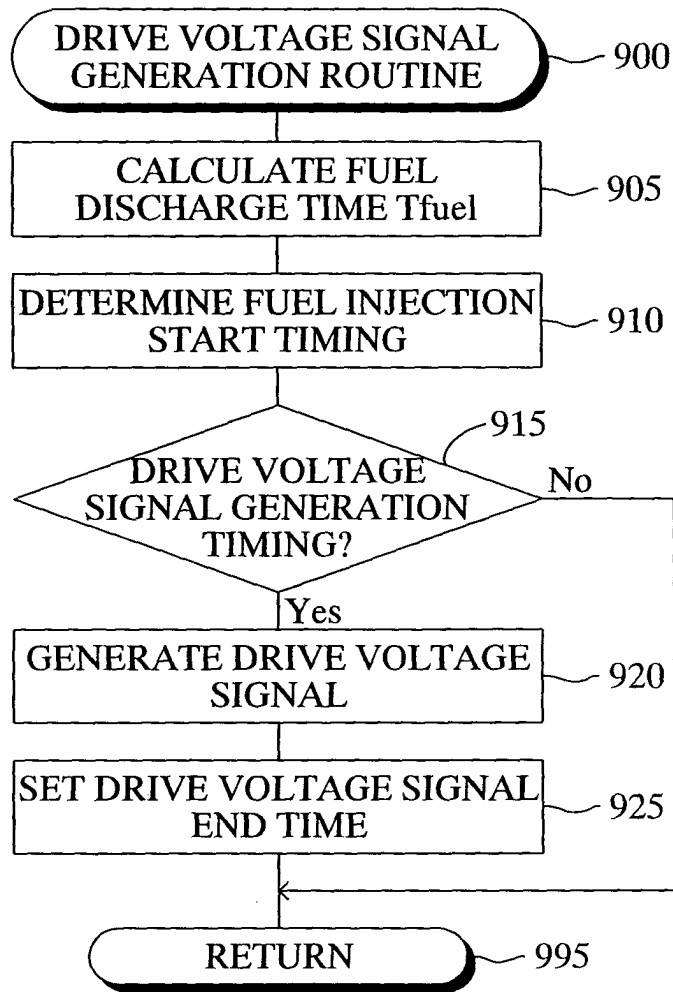 DRIVE VOLTAGE SIGNAL
GENERATION ROUTINE
900
CALCULATE FUEL
DISCHARGE TIME Tfuel
905
DETERMINE FUEL INJECTION
START TIMING
910
915
DRIVE VOLTAGE
SIGNAL GENERATION
TIMING?
No
Yes
GENERATE DRIVE VOLTAGE
SIGNAL
920
SET DRIVE VOLTAGE SIGNAL
END TIME
925
RETURN
995